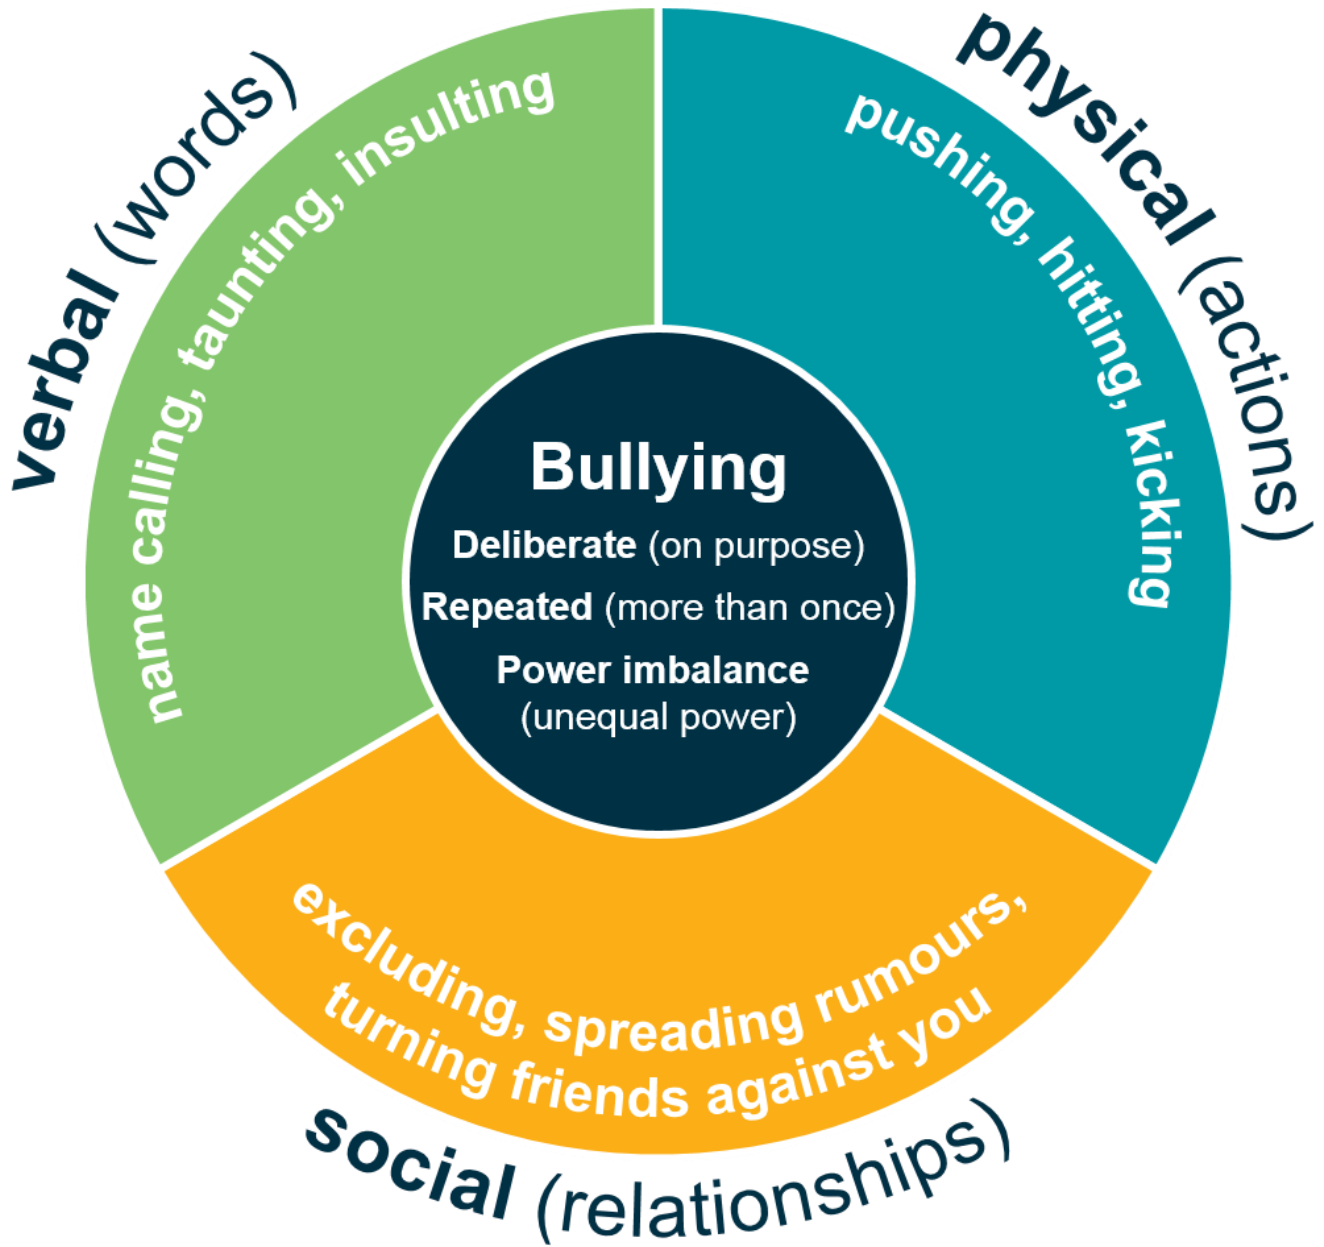 verbal (words)
name calling, taunting, insulting
physical (actions)
pushing, hitting, kicking
Bullying
Deliberate (on purpose)
Repeated (more than once)
Power imbalance
(unequal power)
excluding, spreading rumours,
turning friends against you
social (relationships)